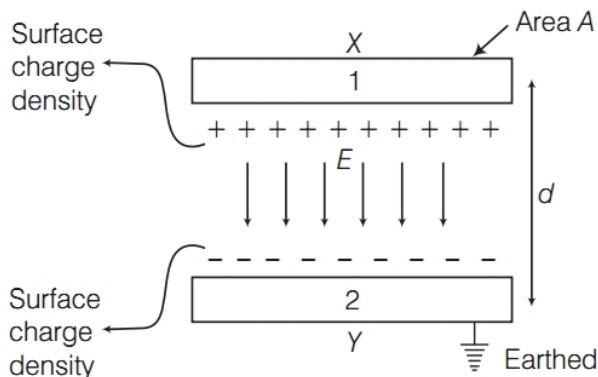 Surface
charge
density
X
Area A
1
+ + + + + + + + + +
E
d
- - - - - - - - - -
Surface
charge
density
2
Y
Earthed